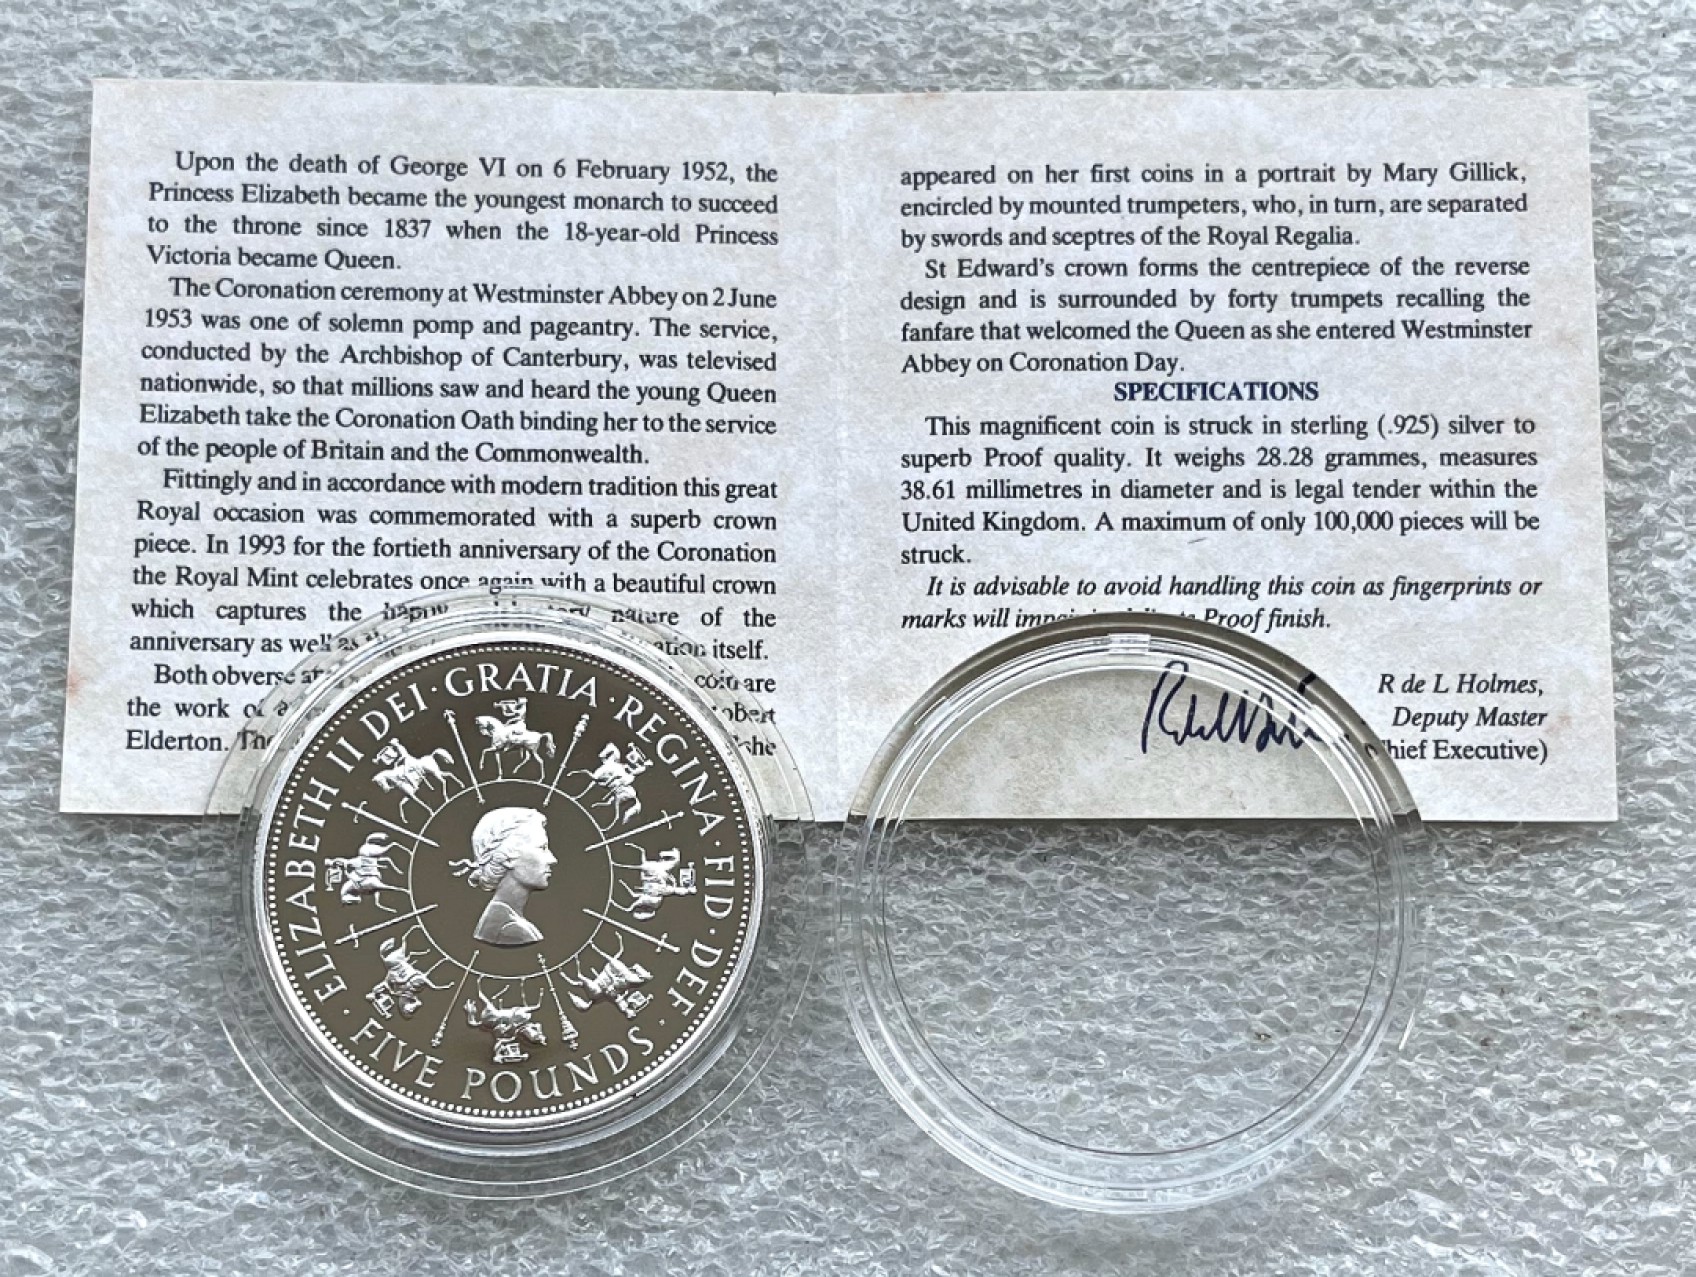 Upon the death of George VI on 6 February 1952, the
Princess Elizabeth became the youngest monarch to succeed
to the throne since 1837 when the 18-year-old Princess
Victoria became Queen.
The Coronation ceremony at Westminster Abbey on 2 June
1953 was one of solemn pomp and pageantry. The service,
conducted by the Archbishop of Canterbury, was televised
nationwide, so that millions saw and heard the young Queen
Elizabeth take the Coronation Oath binding her to the service
of the people of Britain and the Commonwealth.
Fittingly and in accordance with modern tradition this great
Royal occasion was commemorated with a superb crown
piece. In 1993 for the fortieth anniversary of the Coronation
the Royal Mint celebrates once again with a beautiful crown
which captures the happy nature of the
anniversary as well as the itself.
Both obverse coin are
the work of
Elderton. The the
appeared on her first coins in a portrait by Mary Gillick,
encircled by mounted trumpeters, who, in turn, are separated
by swords and sceptres of the Royal Regalia.
St Edward's crown forms the centrepiece of the reverse
design and is surrounded by forty trumpets recalling the
fanfare that welcomed the Queen as she entered Westminster
Abbey on Coronation Day.
SPECIFICATIONS
This magnificent coin is struck in sterling (.925) silver to
superb Proof quality. It weighs 28.28 grammes, measures
38.61 millimetres in diameter and is legal tender within the
United Kingdom. A maximum of only 100,000 pieces will be
struck.
It is advisable to avoid handling this coin as fingerprints or
marks will Proof finish.
R de L Holmes,
Deputy Master
Executive)
ELIZABETH II DEI · GRATIA · REGINA · FID · DEF ·
FIVE POUNDS